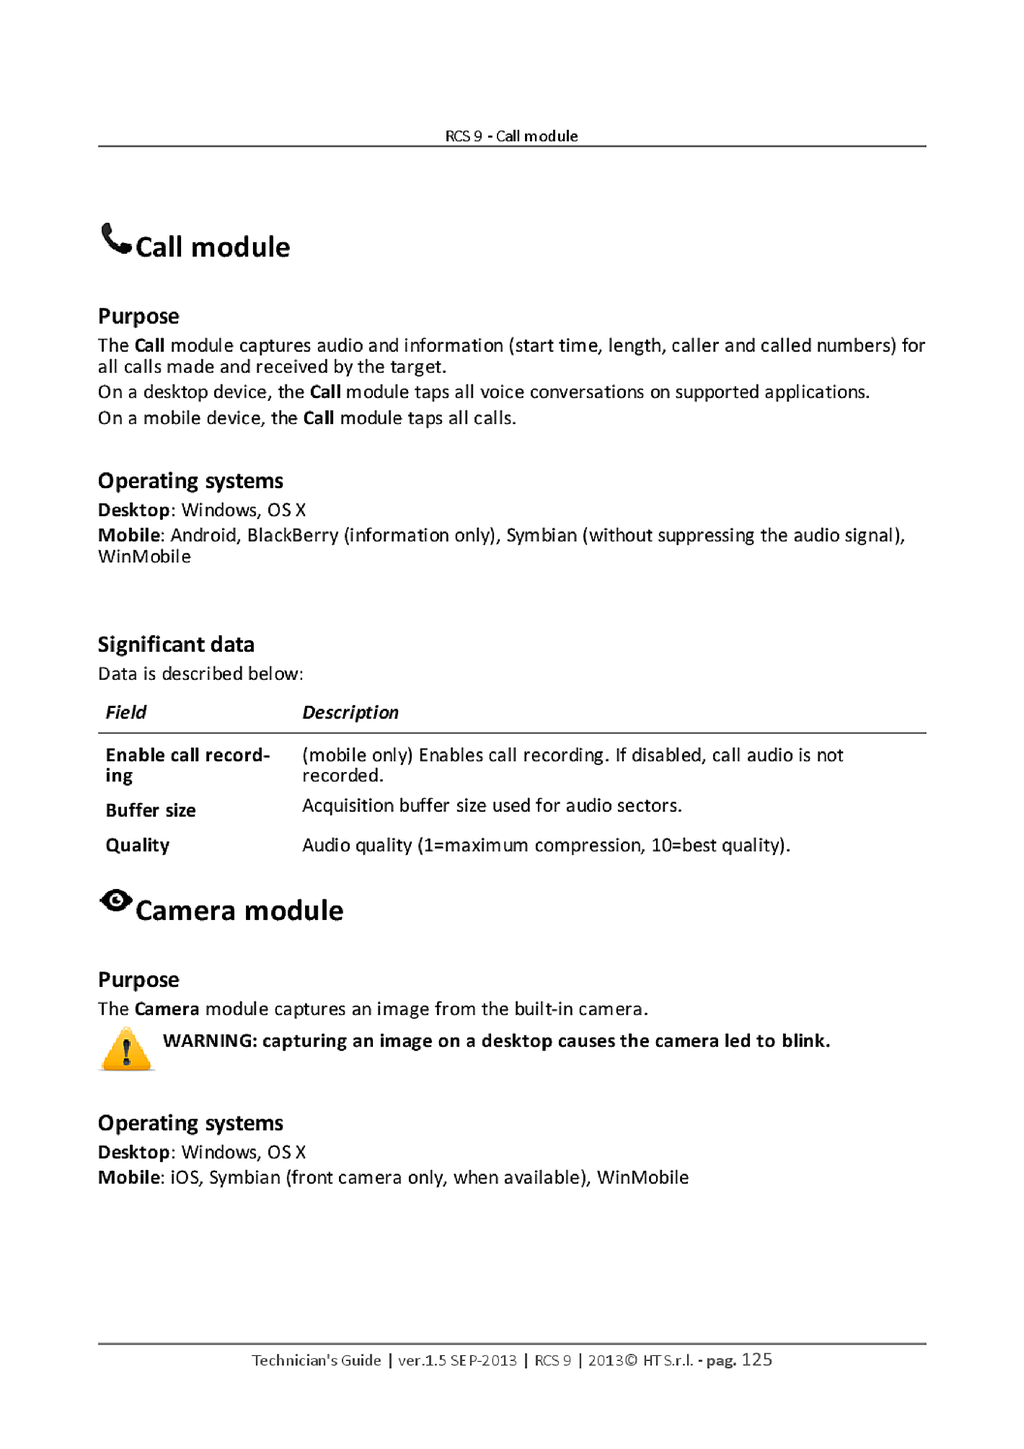 RCS 9 - Call module
Call module
Purpose
The Call module captures audio and information (start time, length, caller and called numbers) for
all calls made and received by the target.
On a desktop device, the Call module taps all voice conversations on supported applications.
On a mobile device, the Call module taps all calls.
Operating systems
Desktop: Windows, OS X
Mobile: Android, BlackBerry (information only), Symbian (without suppressing the audio signal),
WinMobile
Significant data
Data is described below:
Field Description
Enable call record- (mobile only) Enables call recording. If disabled, call audio is not
ing recorded.
Buffer size Acquisition buffer size used for audio sectors.
Quality Audio quality (1=maximum compression, 10=best quality).
Camera module
Purpose
The Camera module captures an image from the built-in camera.
WARNING: capturing an image on a desktop causes the camera led to blink.
Operating systems
Desktop: Windows, OS X
Mobile: iOS, Symbian (front camera only, when available), WinMobile
Technician's Guide | ver.1.5 SEP-2013 | RCS 9 | 2013© HT S.r.l. - pag. 125